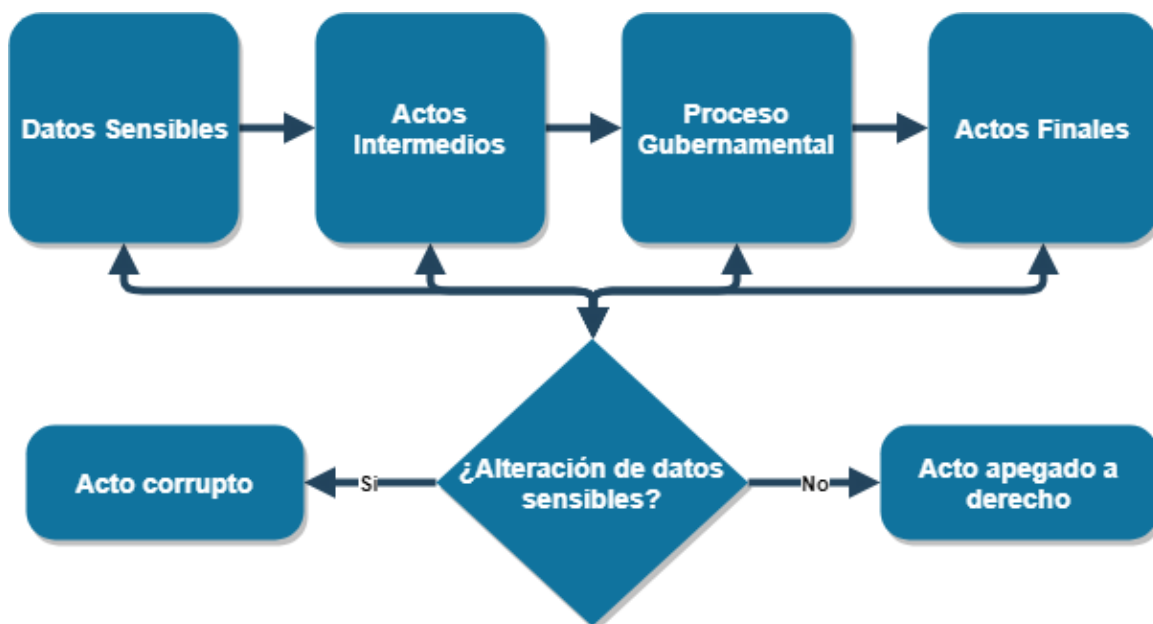 Datos Sensibles
Actos
Intermedios
Proceso
Gubernamental
Actos Finales
¿Alteración de datos
sensibles?
Acto corrupto
Si
No
Acto apegado a
derecho